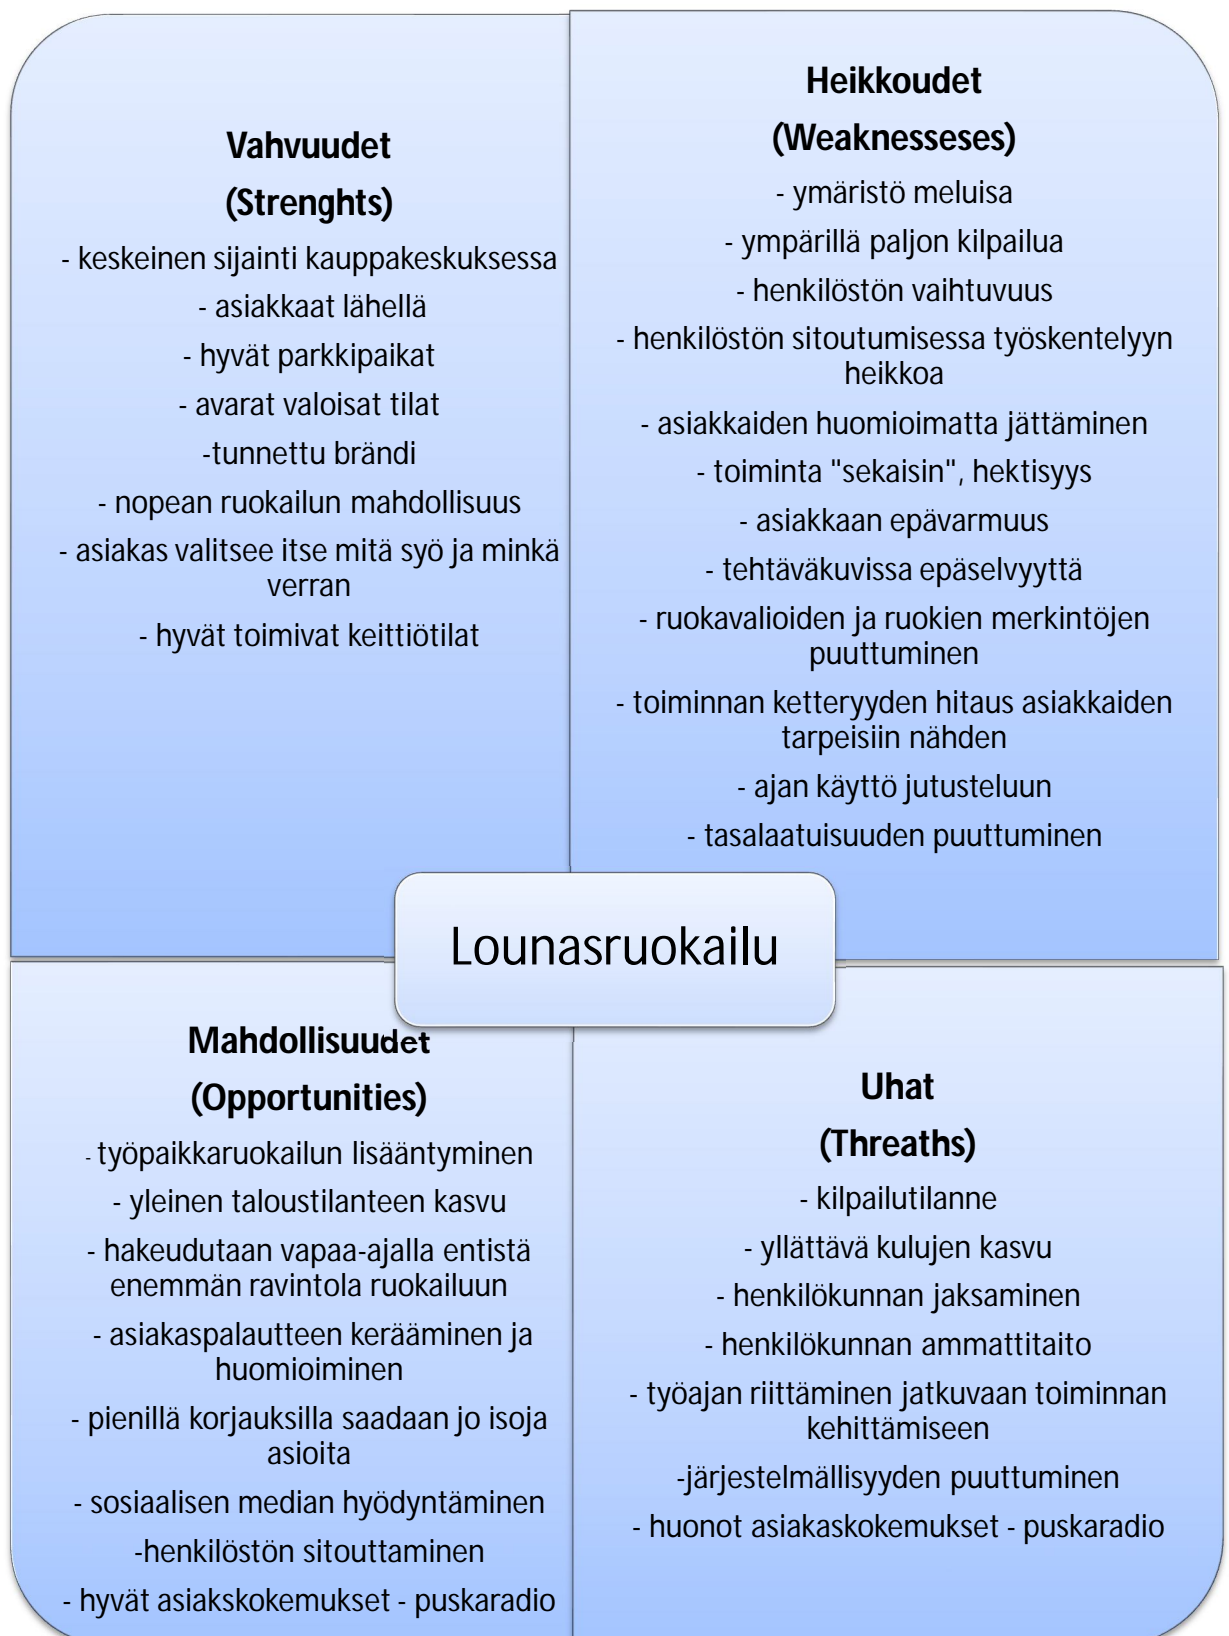 Vahvuudet
(Strenghts)
- keskeinen sijainti kauppakeskuksessa
- asiakkaat lähellä
- hyvät parkkipaikat
- avarat valoisat tilat
-tunnettu brändi
- nopean ruokailun mahdollisuus
- asiakas valitsee itse mitä syö ja minkä
verran
- hyvät toimivat keittiötilat
Heikkoudet
(Weaknesseses)
- ymäristö meluisa
- ympärillä paljon kilpailua
- henkilöstön vaihtuvuus
- henkilöstön sitoutumisessa työskentelyyn
heikkoa
- asiakkaiden huomioimatta jättäminen
- toiminta "sekaisin", hektisyys
- asiakkaan epävarmuus
- tehtäväkuvissa epäselvyyttä
- ruokavalioiden ja ruokien merkintöjen
puuttuminen
- toiminnan ketteryyden hitaus asiakkaiden
tarpeisiin nähden
- ajan käyttö jutusteluun
- tasalaatuisuuden puuttuminen
Lounasruokailu
Mahdollisuudet
(Opportunities)
- työpaikkaruokailun lisääntyminen
- yleinen taloustilanteen kasvu
- hakeudutaan vapaa-ajalla entistä
enemmän ravintola ruokailuun
- asiakaspalautteen kerääminen ja
huomioiminen
- pienillä korjauksilla saadaan jo isoja
asioita
- sosiaalisen median hyödyntäminen
-henkilöstön sitouttaminen
- hyvät asiakskokemukset - puskaradio
Uhat
(Threaths)
- kilpailutilanne
- yllättävä kulujen kasvu
- henkilökunnan jaksaminen
- henkilökunnan ammattitaito
- työajan riittäminen jatkuvaan toiminnan
kehittämiseen
-järjestelmällisyyden puuttuminen
- huonot asiakaskokemukset - puskaradio